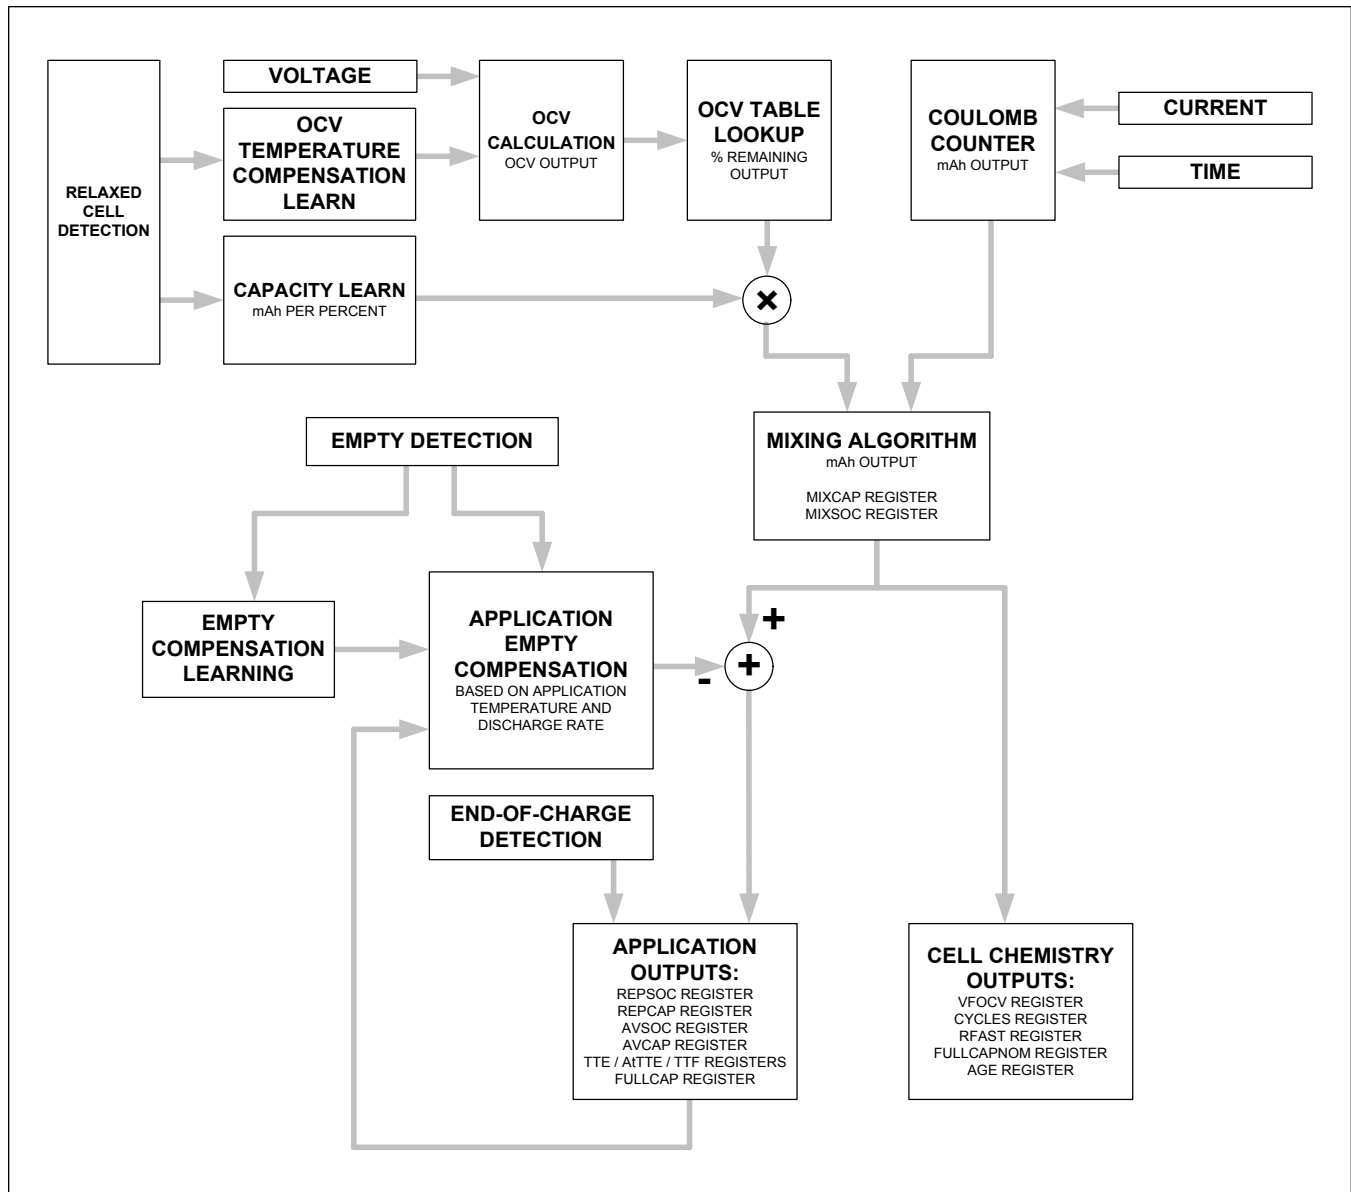 RELAXED
CELL
DETECTION
VOLTAGE
OCV
TEMPERATURE
COMPENSATION
LEARN
CAPACITY LEARN
mAh PER PERCENT
OCV
CALCULATION
OCV OUTPUT
OCV TABLE
LOOKUP
% REMAINING
OUTPUT
COULOMB
COUNTER
mAh OUTPUT
CURRENT
TIME
×
MIXING ALGORITHM
mAh OUTPUT
MIXCAP REGISTER
MIXSOC REGISTER
EMPTY DETECTION
EMPTY
COMPENSATION
LEARNING
APPLICATION
EMPTY
COMPENSATION
BASED ON APPLICATION
TEMPERATURE AND
DISCHARGE RATE
+
+
-
END-OF-CHARGE
DETECTION
APPLICATION
OUTPUTS:
REPSOC REGISTER
REPCAP REGISTER
AVSOC REGISTER
AVCAP REGISTER
TTE / AtTTE / TTF REGISTERS
FULLCAP REGISTER
CELL CHEMISTRY
OUTPUTS:
VFOCV REGISTER
CYCLES REGISTER
RFAST REGISTER
FULLCAPNOM REGISTER
AGE REGISTER